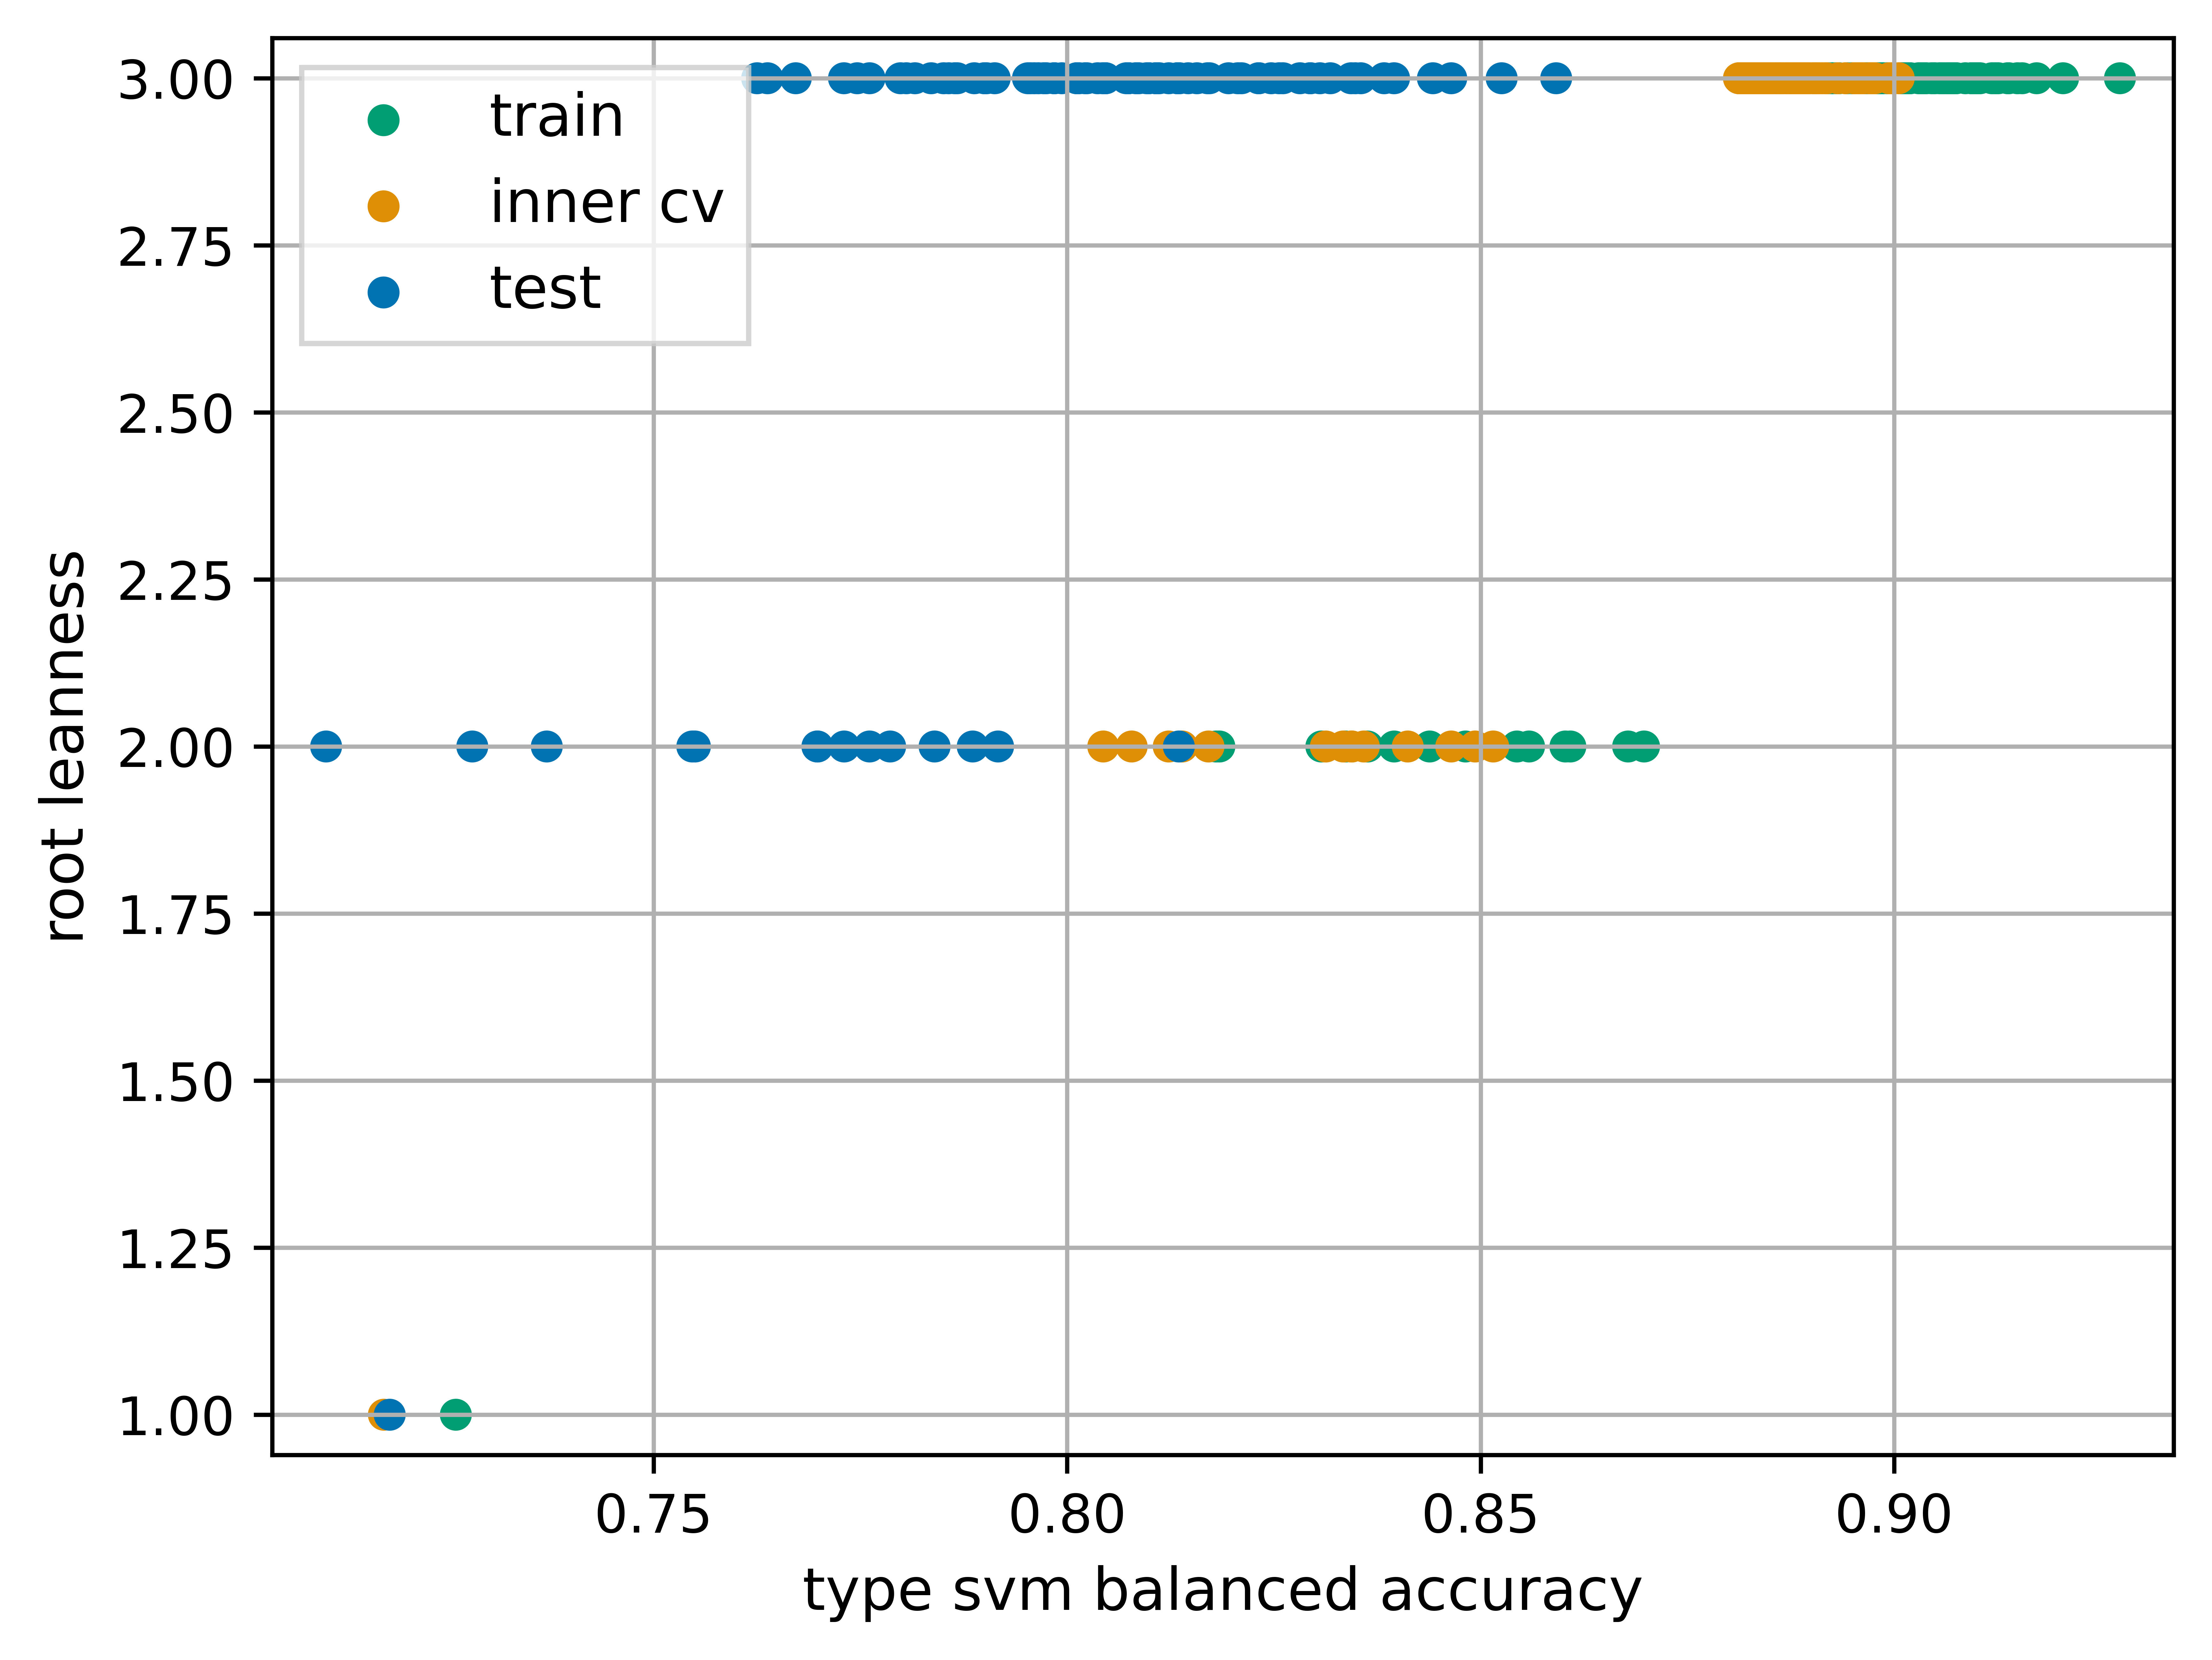 train
inner cv
test
3.00
2.75
2.50
2.25
2.00
1.75
1.50
1.25
1.00
root leanness
0.75 0.80 0.85 0.90
type svm balanced accuracy